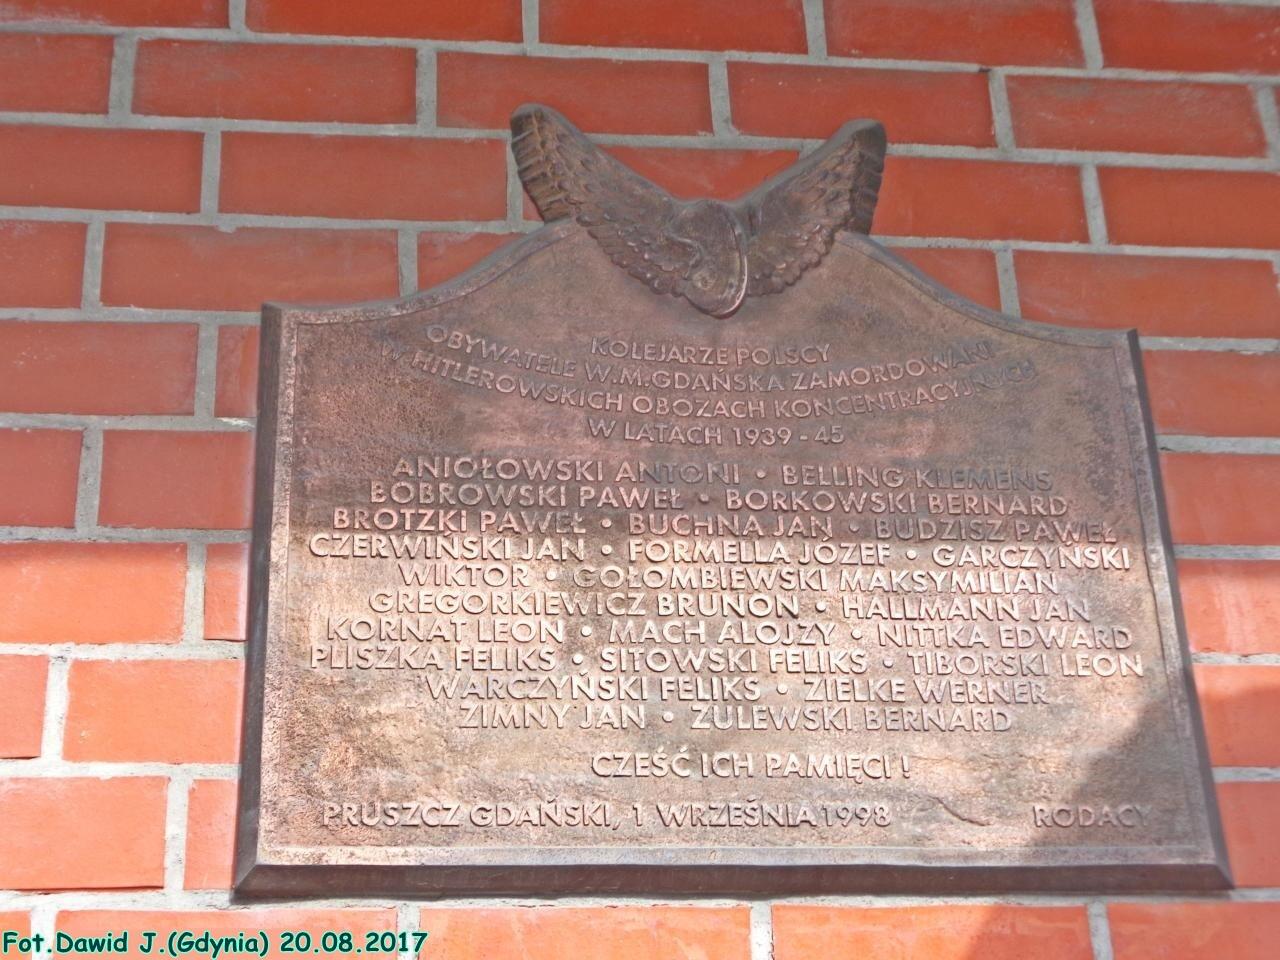 KOLEJARZE POLSCY
OBYWATELE W.M.GDAŃSKA ZAMORDOWANI
W HITLEROWSKICH OBOZACH KONCENTRACYJNYCH
W LATACH 1939 - 45
ANIOŁOWSKI ANTONI • BELLING KLEMENS
BOBROWSKI PAWEŁ • BORKOWSKI BERNARD
BROTZKI PAWEŁ • BUCHNA JAN • BUDZISZ PAWEŁ
CZERWIŃSKI JAN • FORMELLA JÓZEF • GARCZYŃSKI
WIKTOR • GOŁOMBIEWSKI MAKSYMILIAN
GREGORKIEWICZ BRUNON • HALLMANN JAN
KORNAT LEON • MACH ALOJZY • NITTKA EDWARD
PLISZKA FELIKS • SITOWSKI FELIKS • TIBORSKI LEON
WARCZYŃSKI FELIKS • ZIELKE WERNER
ZIMNY JAN • ZULEWSKI BERNARD
CZEŚĆ ICH PAMIĘCI !
PRUSZCZ GDAŃSKI, 1 WRZEŚNIA 1998 RODACY
Fot.Dawid J.(Gdynia) 20.08.2017